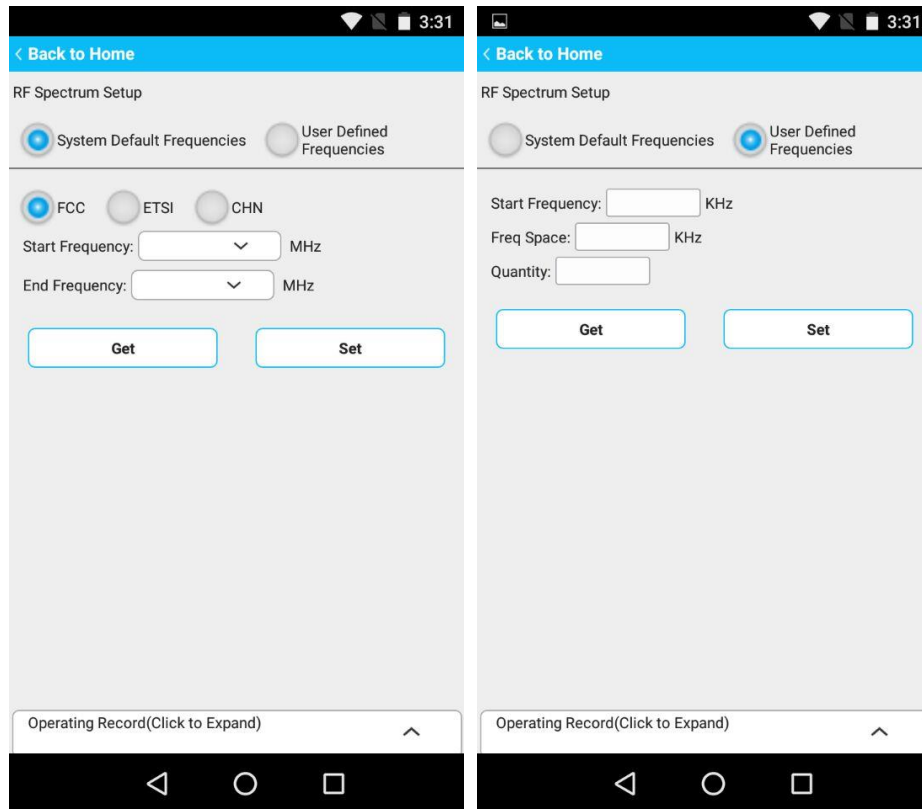 3:31
< Back to Home
RF Spectrum Setup
System Default Frequencies
User Defined
Frequencies
FCC
ETSI
CHN
Start Frequency:
MHz
End Frequency:
MHz
Get
Set
Operating Record(Click to Expand)
3:31
< Back to Home
RF Spectrum Setup
System Default Frequencies
User Defined
Frequencies
Start Frequency:
KHz
Freq Space:
KHz
Quantity:
Get
Set
Operating Record(Click to Expand)